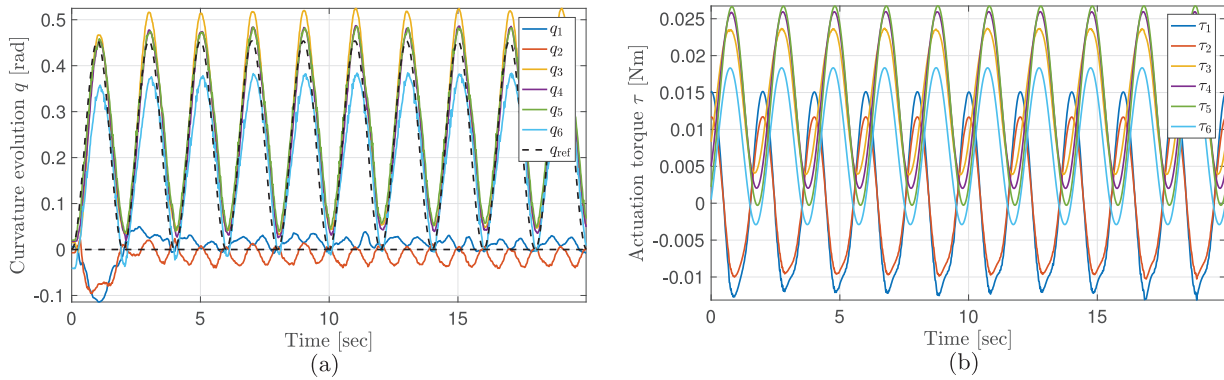 Curvature evolution q [rad]
0.5
0.4
0.3
0.2
0.1
0
-0.1
0 5 10 15
Time [sec]
(a)
q1
q2
q3
q4
q5
q6
qref
Actuation torque τ [Nm]
0.025
0.02
0.015
0.01
0.005
0
-0.005
-0.01
0 5 10 15
Time [sec]
(b)
τ1
τ2
τ3
τ4
τ5
τ6